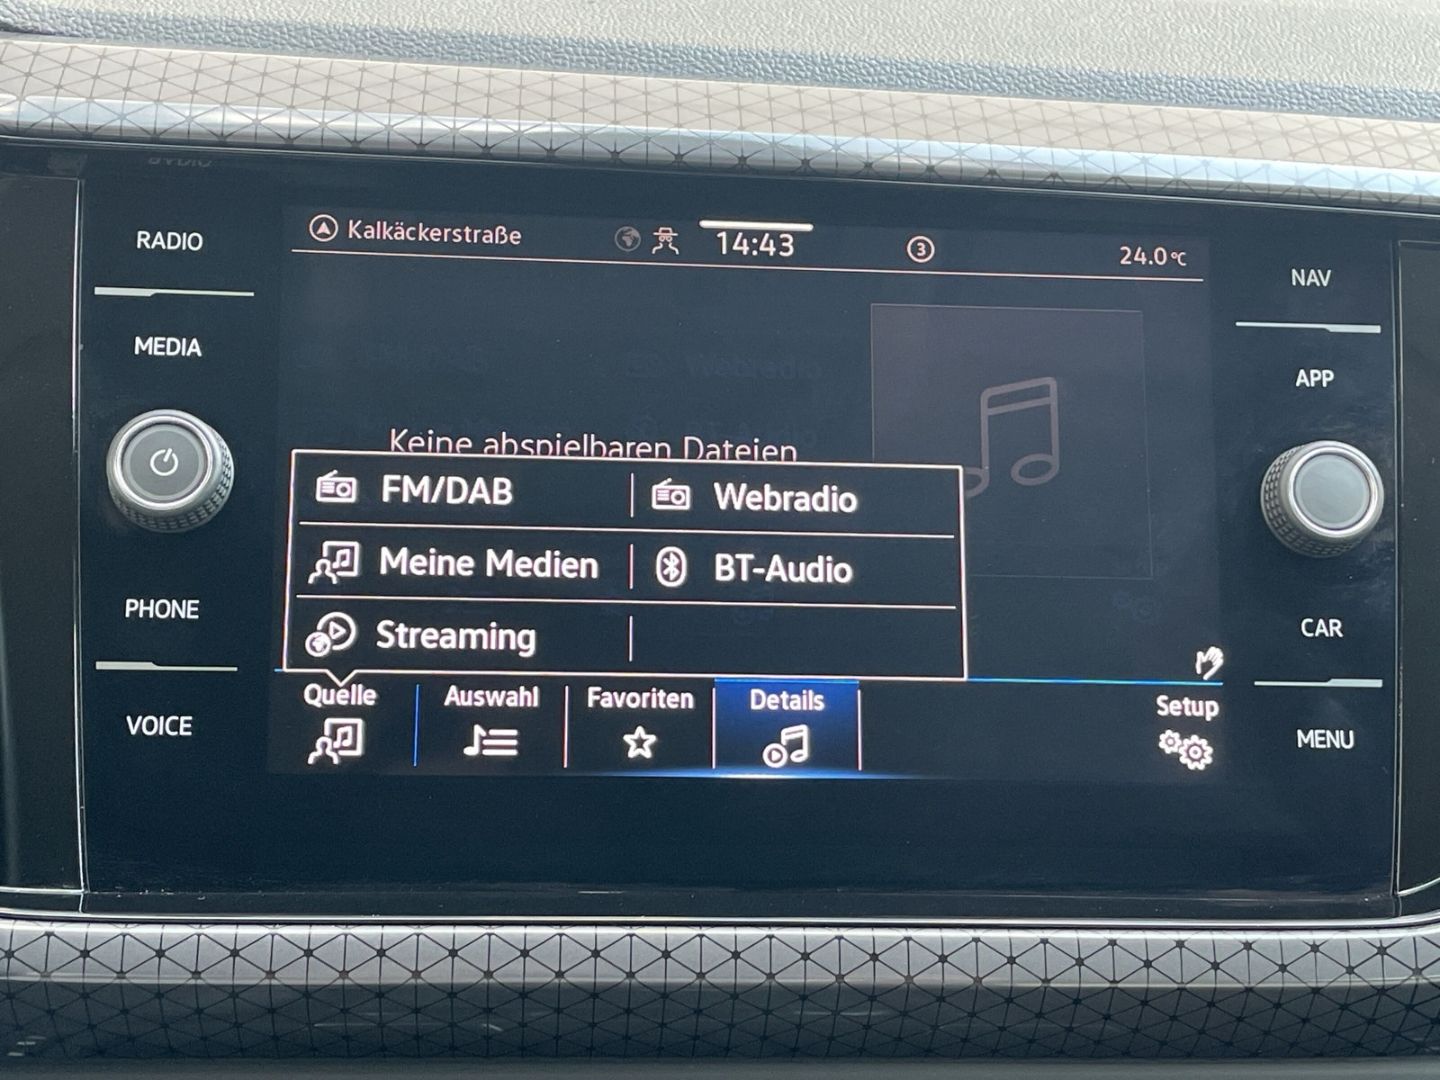 RADIO
MEDIA
PHONE
VOICE
Kalkäckerstraße
14:43
3
24.0°C
Keine abspielbaren Dateien
FM/DAB
Webradio
Meine Medien
BT-Audio
Streaming
Quelle
Auswahl
Favoriten
Details
Setup
NAV
APP
CAR
MENU